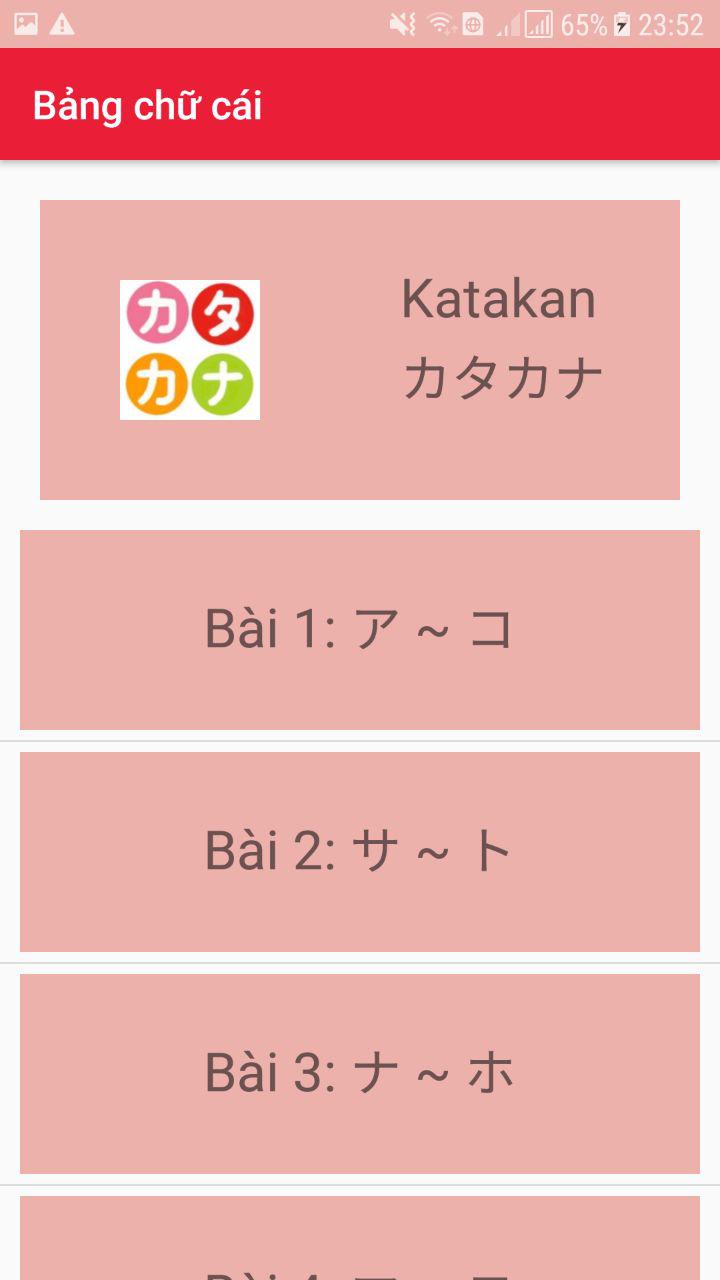 65% 23:52
Bảng chữ cái
カタ
カナ
Katakan
カタカナ
Bài 1: ア ~ コ
Bài 2: サ ~ ト
Bài 3: ナ ~ ホ